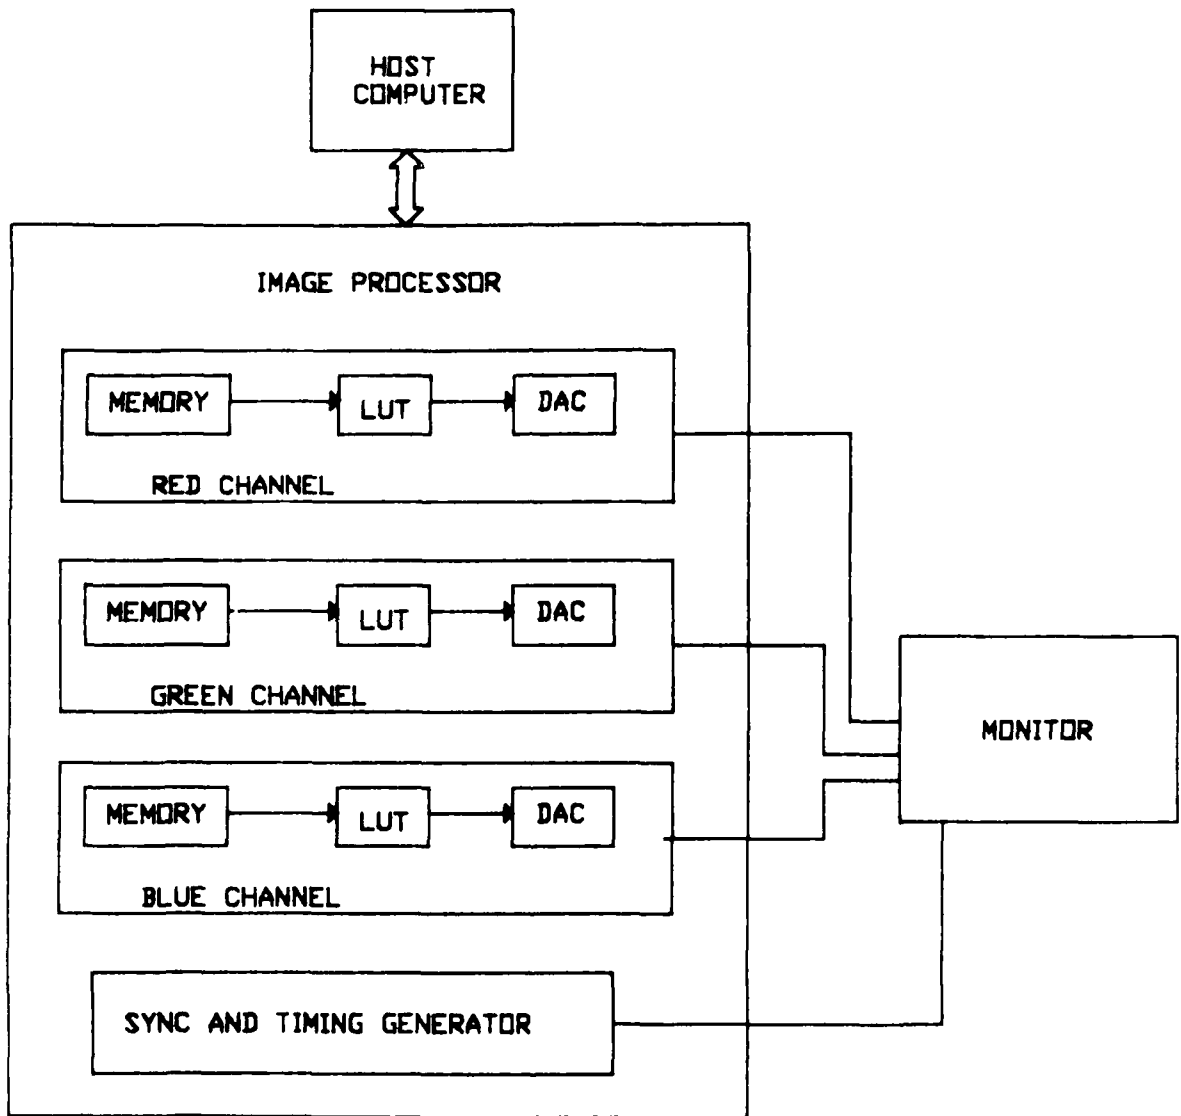 HOST
COMPUTER
IMAGE PROCESSOR
MEMORY
LUT
DAC
RED CHANNEL
MEMORY
LUT
DAC
GREEN CHANNEL
MEMORY
LUT
DAC
BLUE CHANNEL
MONITOR
SYNC AND TIMING GENERATOR